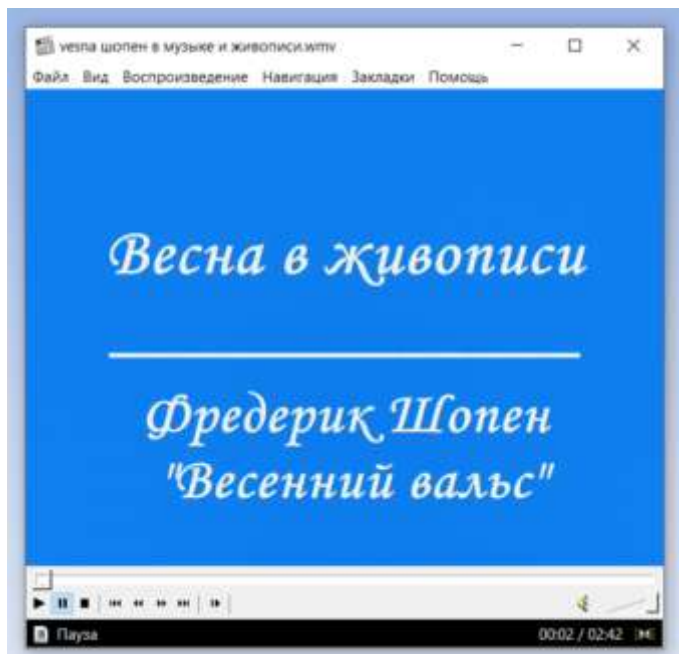 vesna шопен в музыке и живописи.wmv
Файл Вид Воспроизведение Навигация Закладки Помощь
Весна в живописи
Фредерик Шопен
"Весенний вальс"
Пауза 00:02 / 02:42